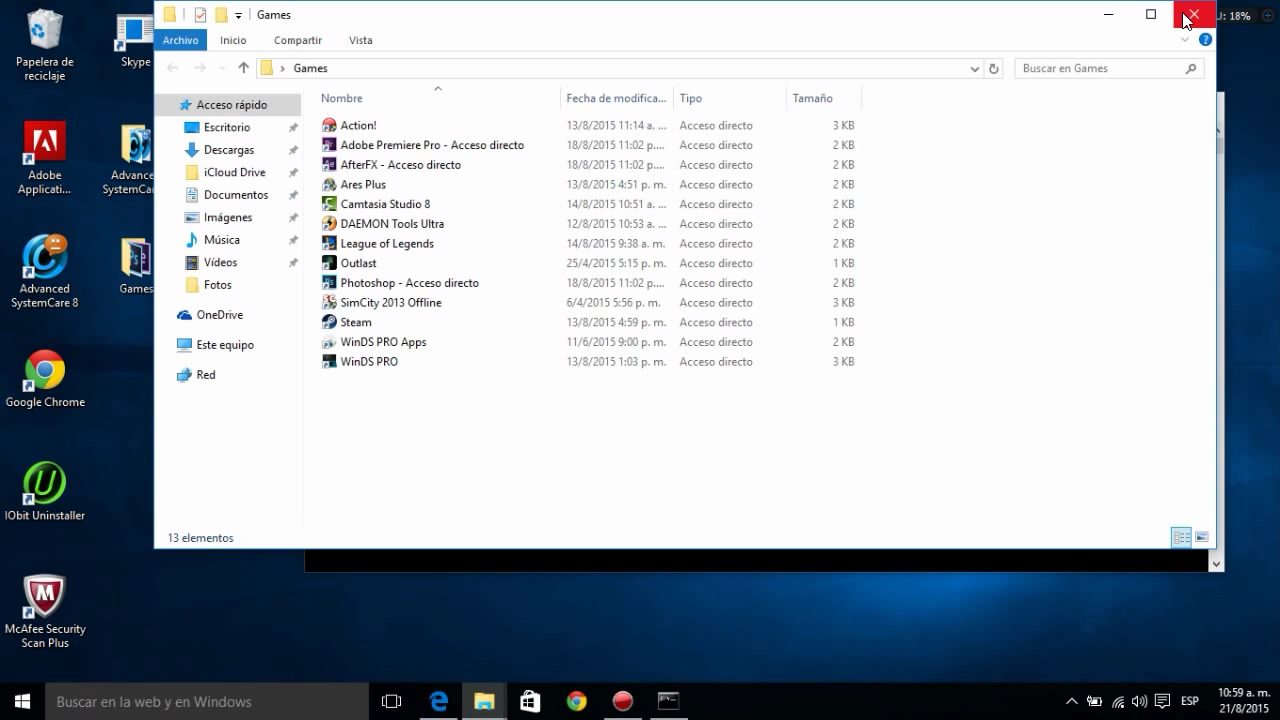 Games
Archivo Inicio Compartir Vista
Games
Buscar en Games
Nombre Fecha de modifica... Tipo Tamaño
Acceso rápido
Escritorio
Descargas
iCloud Drive
Documentos
Imágenes
Música
Vídeos
Fotos
OneDrive
Este equipo
Red
Action! 13/8/2015 11:14 a. ... Acceso directo 3 KB
Adobe Premiere Pro - Acceso directo 18/8/2015 11:02 p.... Acceso directo 2 KB
AfterFX - Acceso directo 18/8/2015 11:02 p.... Acceso directo 2 KB
Ares Plus 13/8/2015 4:51 p. m. Acceso directo 2 KB
Camtasia Studio 8 14/8/2015 10:51 a. ... Acceso directo 2 KB
DAEMON Tools Ultra 12/8/2015 10:53 a. ... Acceso directo 2 KB
League of Legends 14/8/2015 9:38 a. m. Acceso directo 2 KB
Outlast 25/4/2015 5:15 p. m. Acceso directo 1 KB
Photoshop - Acceso directo 18/8/2015 11:02 p.... Acceso directo 2 KB
SimCity 2013 Offline 6/4/2015 5:56 p. m. Acceso directo 3 KB
Steam 13/8/2015 4:59 p. m. Acceso directo 1 KB
WinDS PRO Apps 11/6/2015 9:00 p. m. Acceso directo 2 KB
WinDS PRO 13/8/2015 1:03 p. m. Acceso directo 3 KB
13 elementos
U: 18%
Papelera de
reciclaje
Skype
Adobe
Applicati...
Advance
SystemCar
Advanced
SystemCare 8
Games
Google Chrome
IObit Uninstaller
McAfee Security
Scan Plus
Buscar en la web y en Windows
ESP
10:59 a. m.
21/8/2015